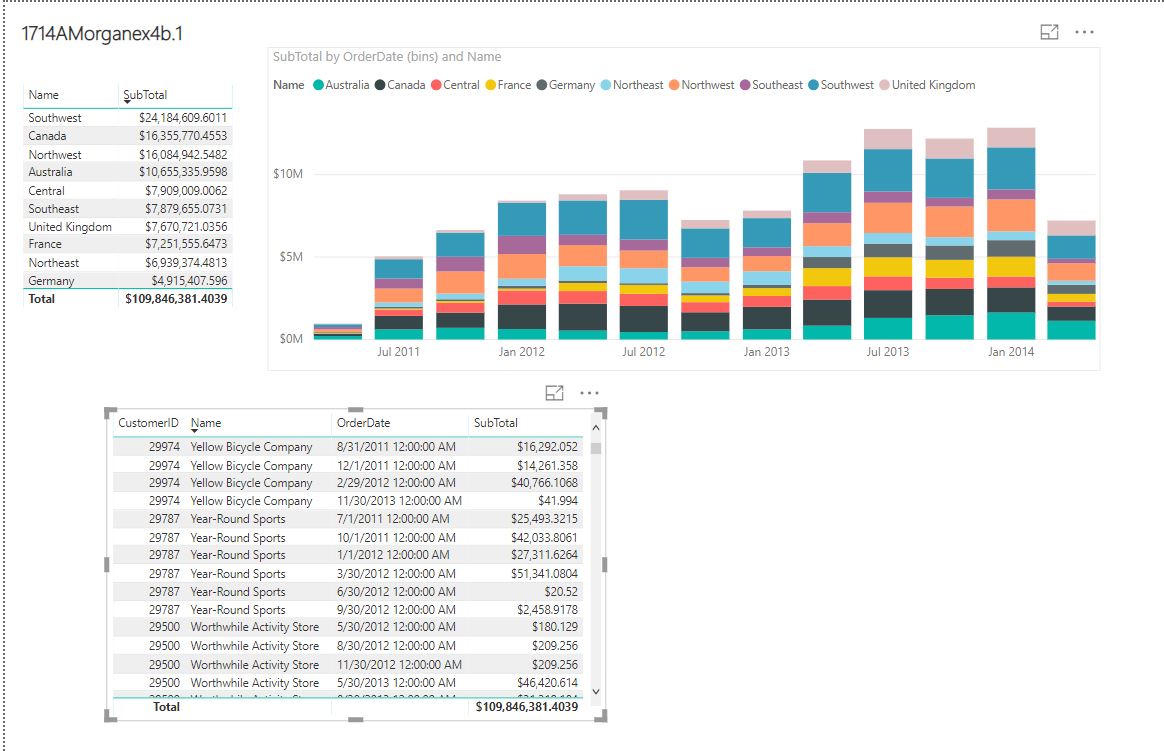 1714AMorganex4b.1
SubTotal by OrderDate (bins) and Name
Name Australia Canada Central France Germany Northeast Northwest Southeast Southwest United Kingdom
Name SubTotal
Southwest $24,184,609.6011
Canada $16,355,770.4553
Northwest $16,084,942.5482
Australia $10,655,335.9598
Central $7,909,009.0062
Southeast $7,879,655.0731
United Kingdom $7,670,721.0356
France $7,251,555.6473
Northeast $6,939,374.4813
Germany $4,915,407.596
Total $109,846,381.4039
$10M
$5M
$0M
Jul 2011 Jan 2012 Jul 2012 Jan 2013 Jul 2013 Jan 2014
CustomerID Name OrderDate SubTotal
29974 Yellow Bicycle Company 8/31/2011 12:00:00 AM $16,292.052
29974 Yellow Bicycle Company 12/1/2011 12:00:00 AM $14,261.358
29974 Yellow Bicycle Company 2/29/2012 12:00:00 AM $40,766.1068
29974 Yellow Bicycle Company 11/30/2013 12:00:00 AM $41.994
29787 Year-Round Sports 7/1/2011 12:00:00 AM $25,493.3215
29787 Year-Round Sports 10/1/2011 12:00:00 AM $42,033.8061
29787 Year-Round Sports 1/1/2012 12:00:00 AM $27,311.6264
29787 Year-Round Sports 3/30/2012 12:00:00 AM $51,341.0804
29787 Year-Round Sports 6/30/2012 12:00:00 AM $20.52
29787 Year-Round Sports 9/30/2012 12:00:00 AM $2,458.9178
29500 Worthwhile Activity Store 5/30/2012 12:00:00 AM $180.129
29500 Worthwhile Activity Store 8/30/2012 12:00:00 AM $209.256
29500 Worthwhile Activity Store 11/30/2012 12:00:00 AM $209.256
29500 Worthwhile Activity Store 5/30/2013 12:00:00 AM $46,420.614
Total $109,846,381.4039